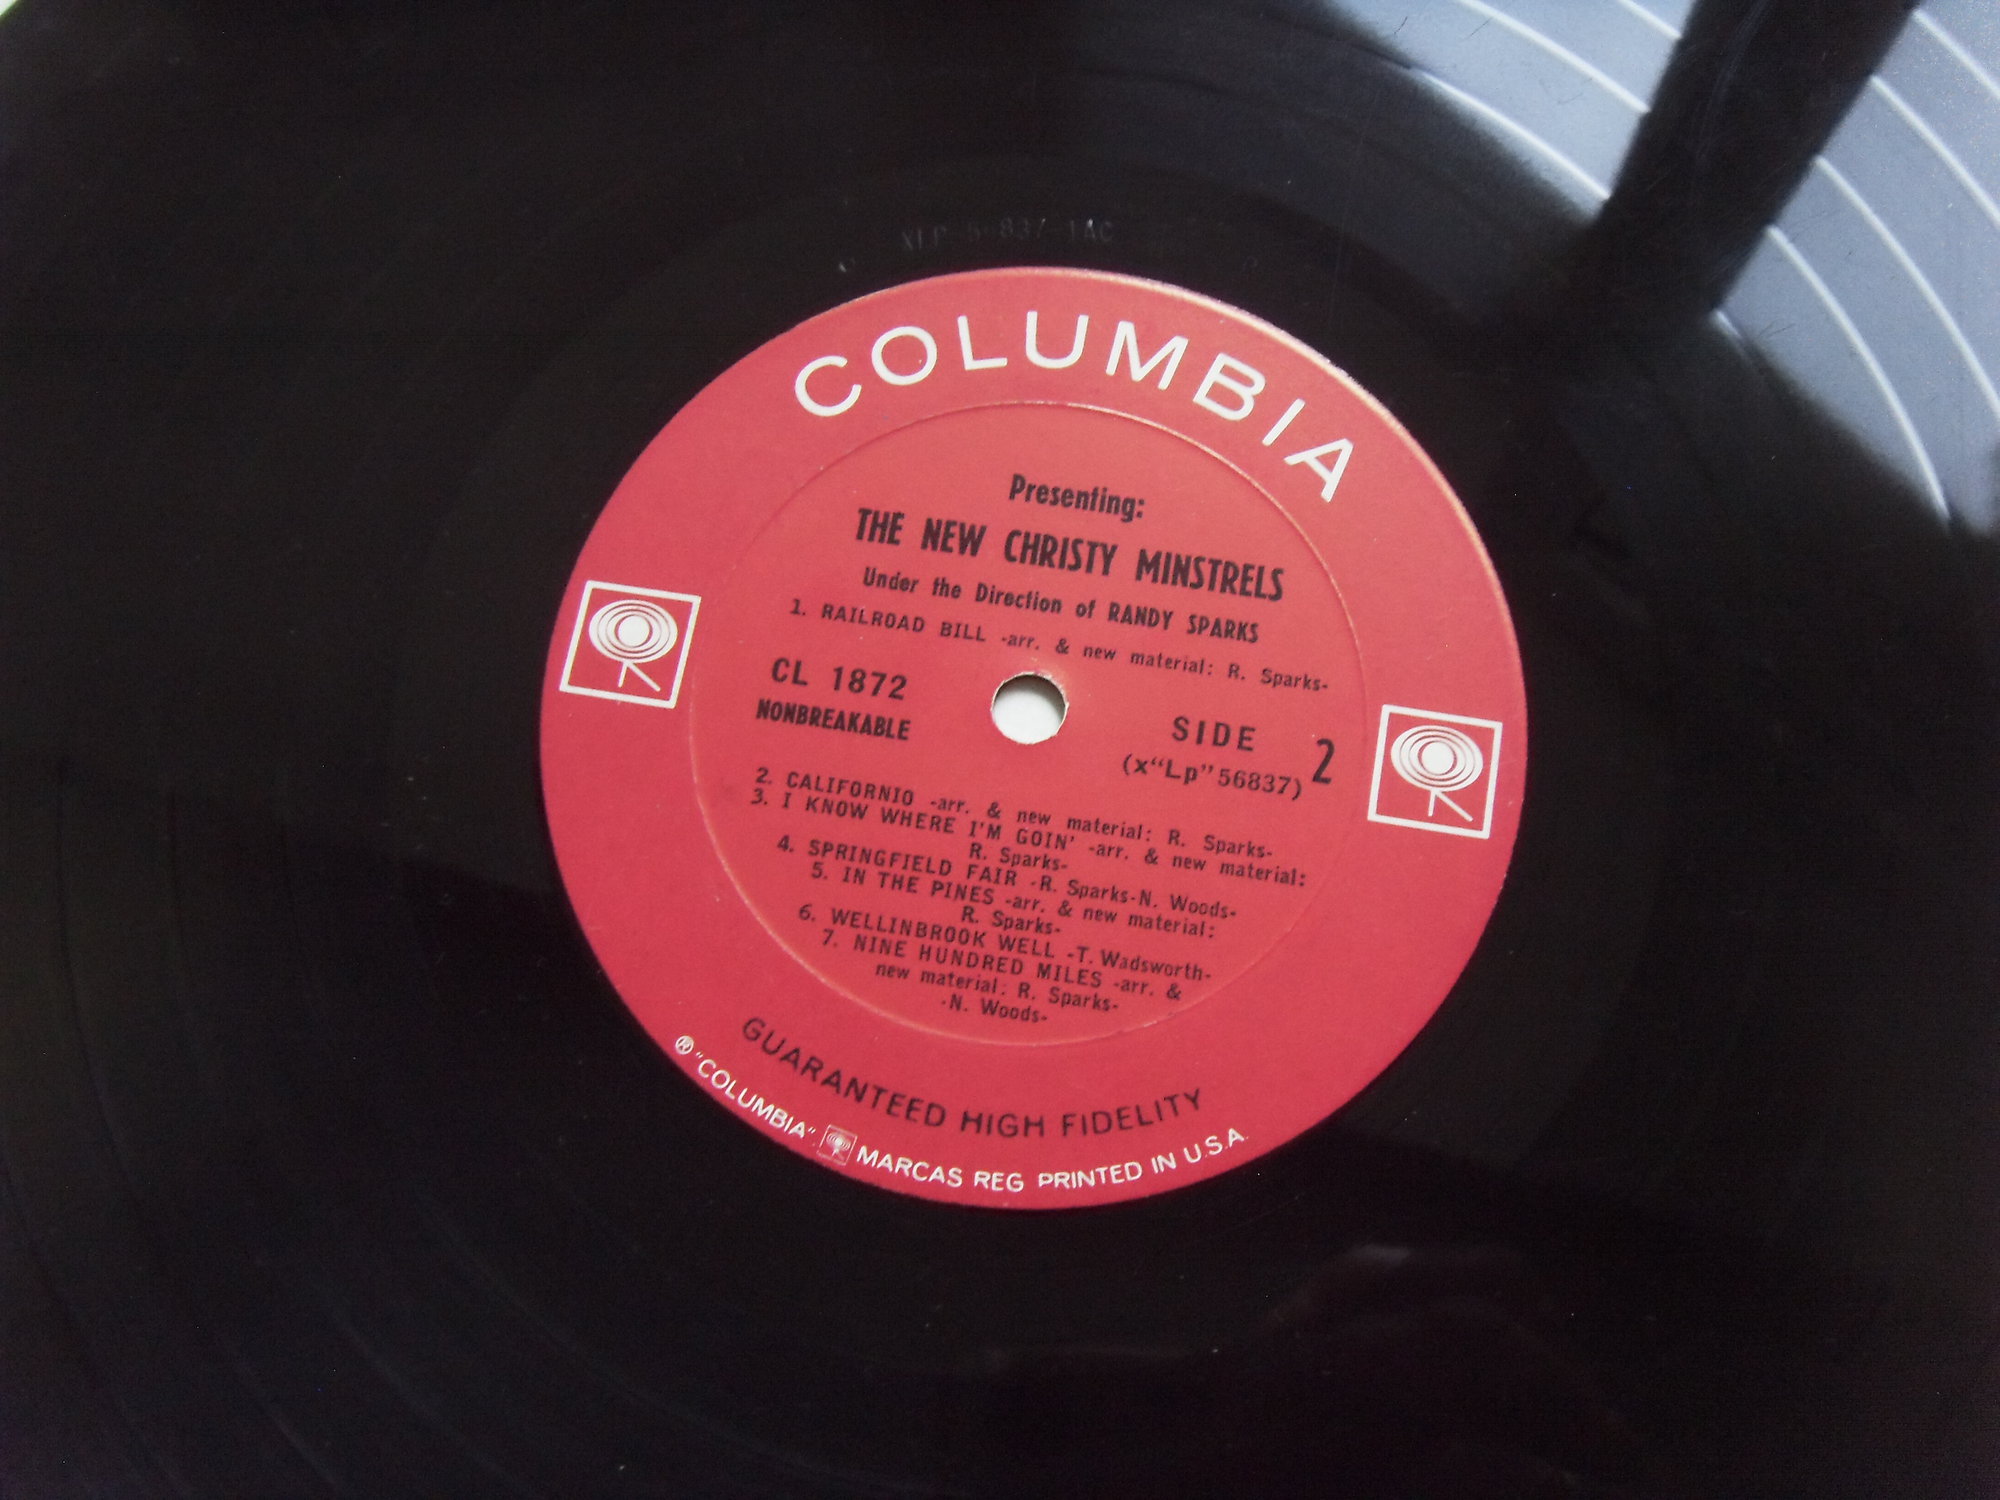 837-1AC
COLUMBIA
Presenting:
THE NEW CHRISTY MINSTRELS
Under the Direction of RANDY SPARKS
1. RAILROAD BILL -arr. & new material: R. Sparks-
CL 1872
NONBREAKABLE
SIDE 2
(x“Lp”56837)
2. CALIFORNIO -arr. & new material: R. Sparks-
3. I KNOW WHERE I'M GOIN' -arr. & new material:
R. Sparks-
4. SPRINGFIELD FAIR -R. Sparks-N. Woods-
5. IN THE PINES -arr. & new material:
R. Sparks-
6. WELLINBROOK WELL -T. Wadsworth-
7. NINE HUNDRED MILES -arr. &
new material: R. Sparks-
-N. Woods-
GUARANTEED HIGH FIDELITY
® "COLUMBIA" MARCAS REG PRINTED IN U.S.A.